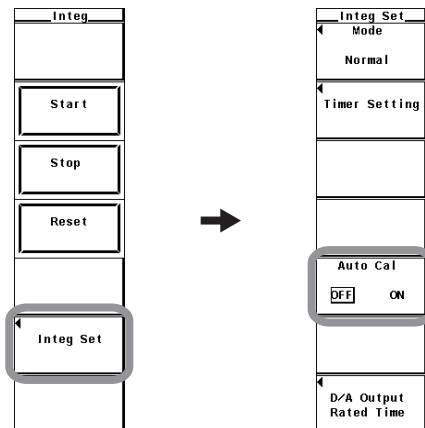 Integ
Start
Stop
Reset
Integ Set
Integ Set
Mode
Normal
Timer Setting
Auto Cal
OFF ON
D/A Output
Rated Time